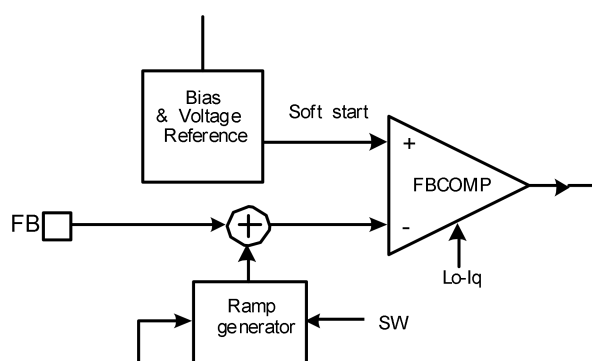 Bias
& Voltage
Reference
Soft start
+
FBCOMP
-
FB
+
Lo-Iq
Ramp
generator
SW